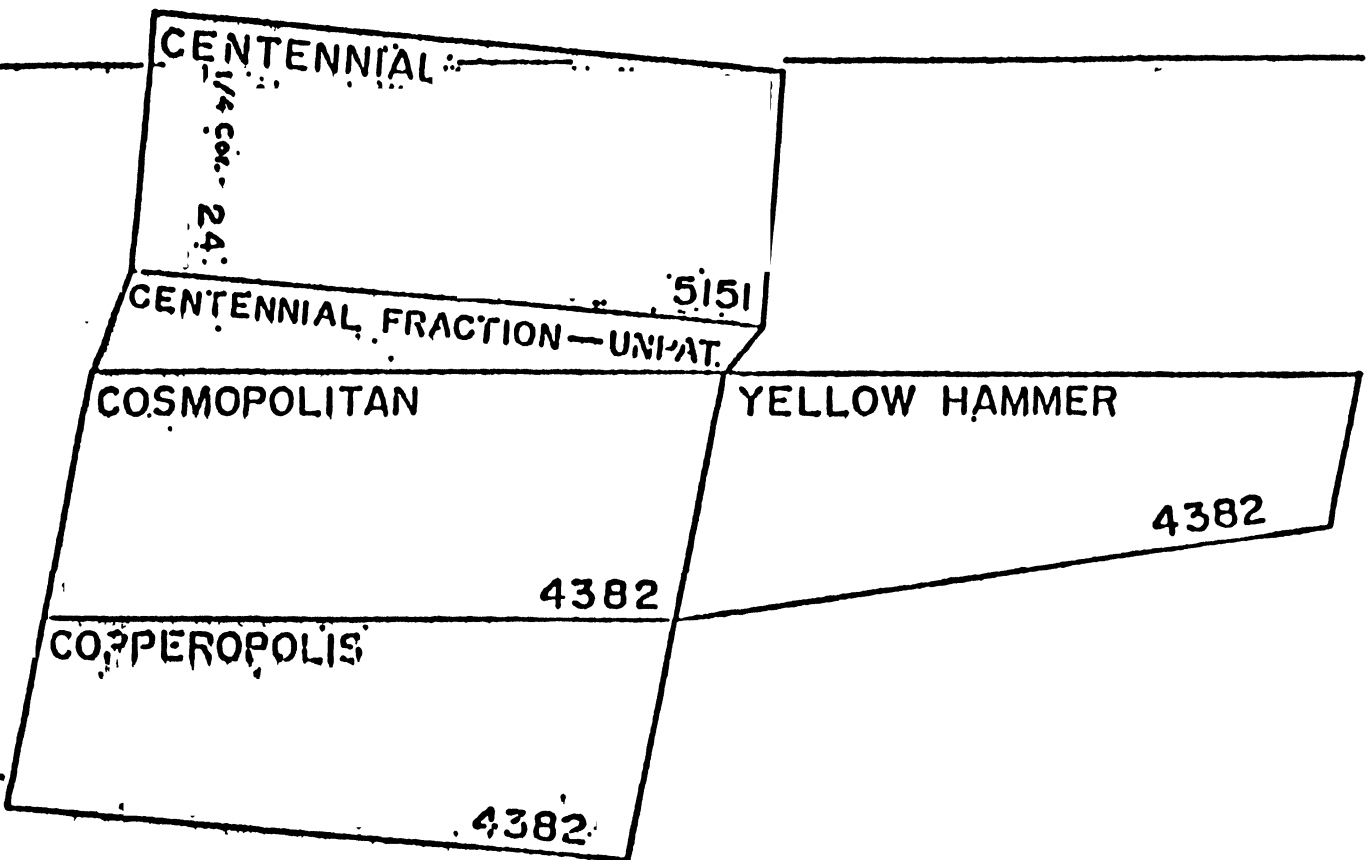 CENTENNIAL
1/4 COR. - 24
5151
CENTENNIAL FRACTION—UNPAT.
COSMOPOLITAN
YELLOW HAMMER
4382
4382
COPPEROPOLIS
4382